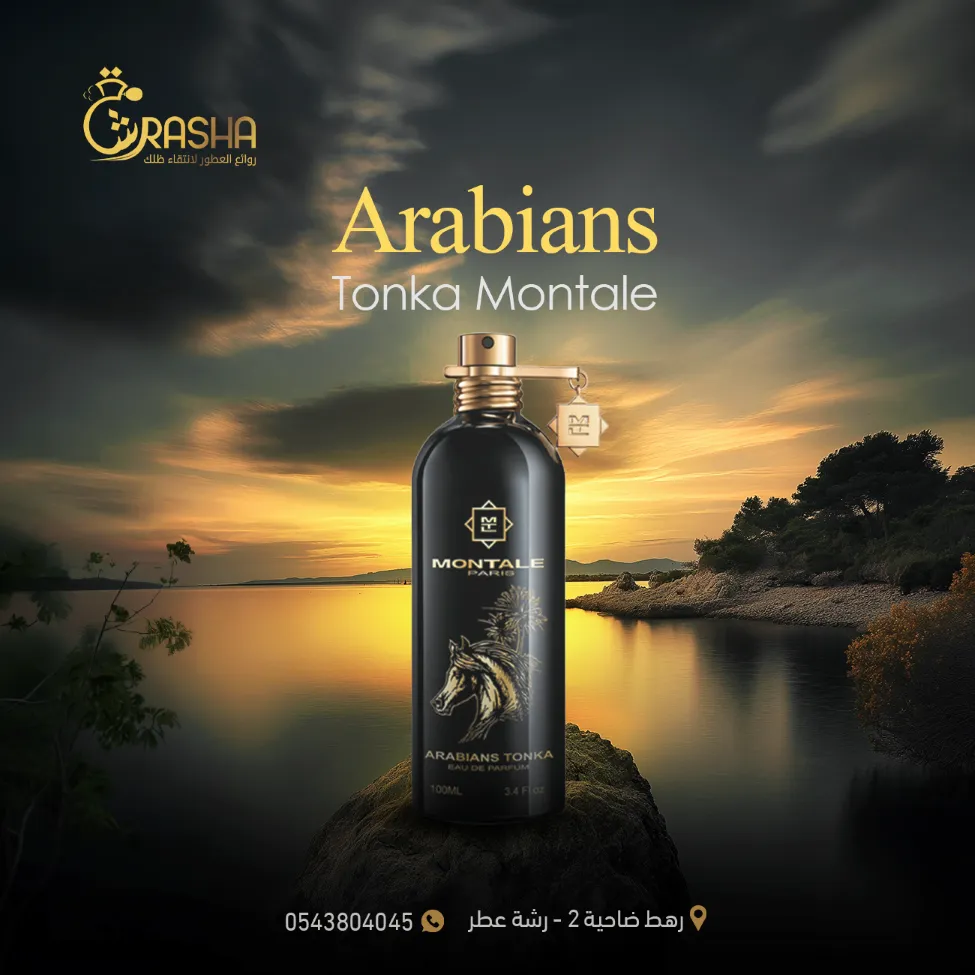 RASHA
روائع العطور لانتقاء ظلك
Arabians
Tonka Montale
MONTALE
PARIS
ARABIANS TONKA
EAU DE PARFUM
100ML 3.4 Fl oz
رهط ضاحية 2 - رشة عطر
0543804045